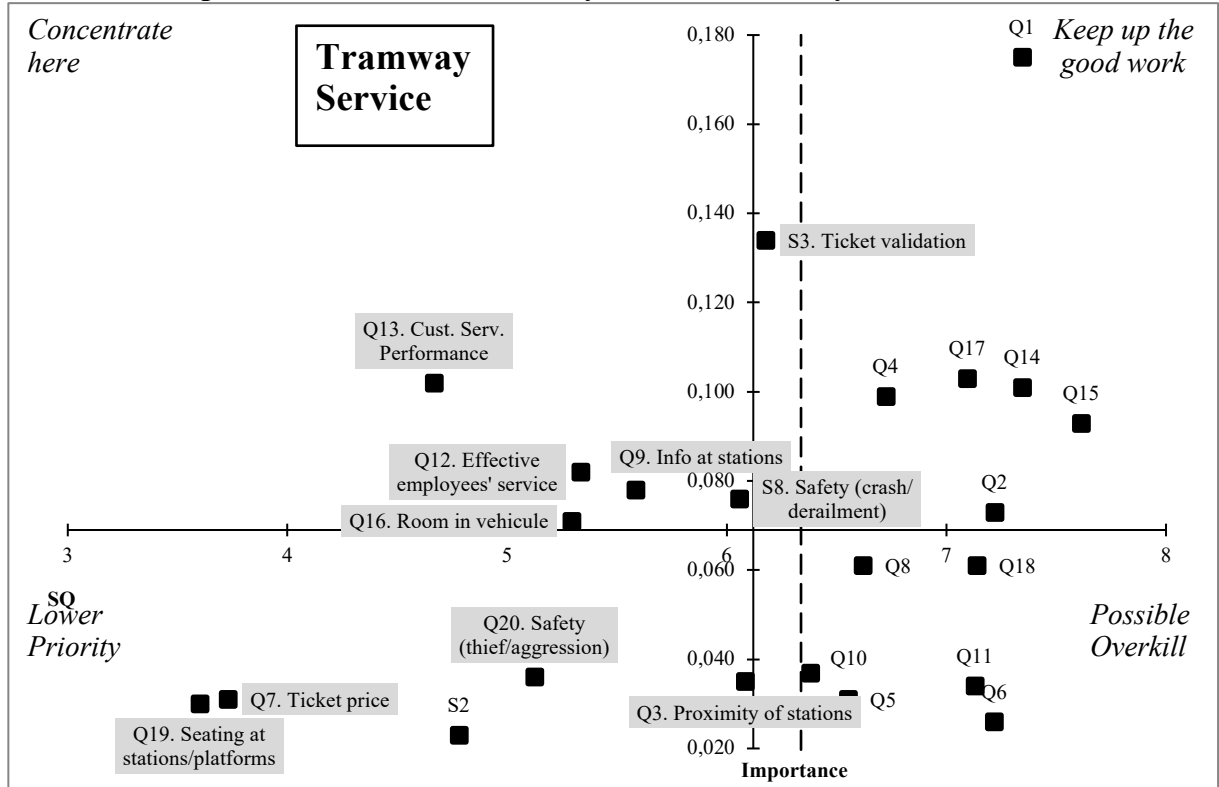 Concentrate
here
Tramway
Service
Q1
Keep up the
good work
0,180
0,160
0,140
S3. Ticket validation
0,120
Q13. Cust. Serv.
Performance
Q4
Q17
Q14
Q15
0,100
Q12. Effective
employees' service
Q9. Info at stations
0,080
S8. Safety (crash/
derailment)
Q2
Q16. Room in vehicule
3
4
5
6
7
8
0,060
Q8
Q18
SQ
Lower
Priority
Q20. Safety
(thief/aggression)
Possible
Overkill
0,040
Q10
Q11
Q6
Q7. Ticket price
S2
Q3. Proximity of stations
Q5
Q19. Seating at
stations/platforms
0,020
Importance